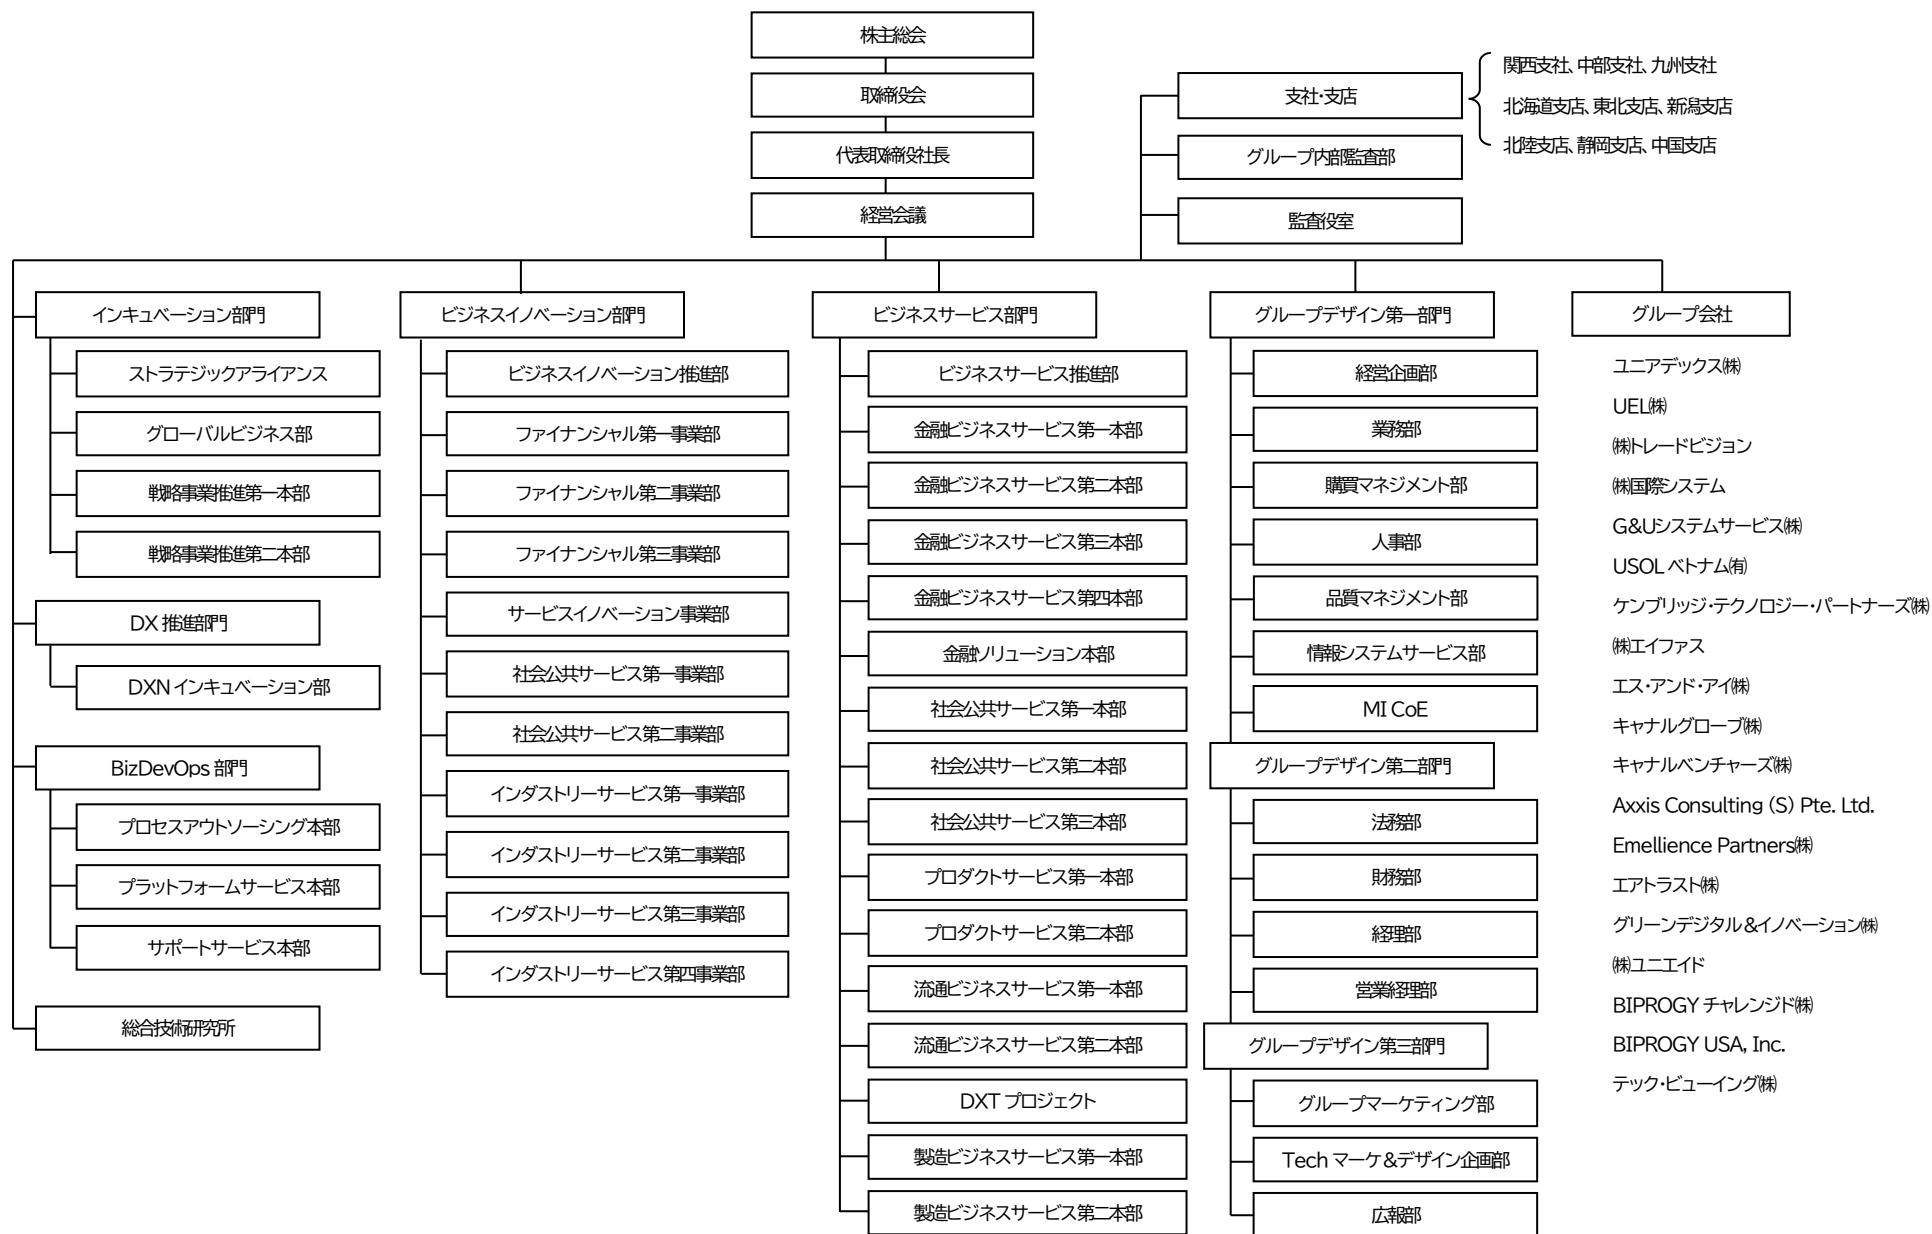 株主総会
取締役会
代表取締役社長
経営会議
支社・支店
関西支社、中部支社、九州支社
北海道支店、東北支店、新潟支店
北陸支店、静岡支店、中国支店
グループ内部監査部
監査役室
インキュベーション部門
ストラテジックアライアンス
グローバルビジネス部
戦略事業推進第一本部
戦略事業推進第二本部
DX 推進部門
DXN インキュベーション部
BizDevOps 部門
プロセスアウトソーシング本部
プラットフォームサービス本部
サポートサービス本部
総合技術研究所
ビジネスイノベーション部門
ビジネスイノベーション推進部
ファイナンシャル第一事業部
ファイナンシャル第二事業部
ファイナンシャル第三事業部
サービスイノベーション事業部
社会公共サービス第一事業部
社会公共サービス第二事業部
インダストリーサービス第一事業部
インダストリーサービス第二事業部
インダストリーサービス第三事業部
インダストリーサービス第四事業部
ビジネスサービス部門
ビジネスサービス推進部
金融ビジネスサービス第一本部
金融ビジネスサービス第二本部
金融ビジネスサービス第三本部
金融ビジネスサービス第四本部
金融ソリューション本部
社会公共サービス第一本部
社会公共サービス第二本部
社会公共サービス第三本部
プロダクトサービス第一本部
プロダクトサービス第二本部
流通ビジネスサービス第一本部
流通ビジネスサービス第二本部
DXT プロジェクト
製造ビジネスサービス第一本部
製造ビジネスサービス第二本部
グループデザイン第一部門
経営企画部
業務部
購買マネジメント部
人事部
品質マネジメント部
情報システムサービス部
MI CoE
グループデザイン第二部門
法務部
財務部
経理部
営業経理部
グループデザイン第三部門
グループマーケティング部
Tech マーケ&デザイン企画部
広報部
グループ会社
ユニアデックス㈱
UEL㈱
㈱トレードビジョン
㈱国際システム
G&Uシステムサービス㈱
USOL ベトナム㈲
ケンブリッジ・テクノロジー・パートナーズ㈱
㈱エイファス
エス・アンド・アイ㈱
キャナルグローブ㈱
キャナルベンチャーズ㈱
Axxis Consulting (S) Pte. Ltd.
Emellience Partners㈱
エアトラスト㈱
グリーンデジタル&イノベーション㈱
㈱ユニエイド
BIPROGY チャレンジド㈱
BIPROGY USA, Inc.
テック・ビューイング㈱